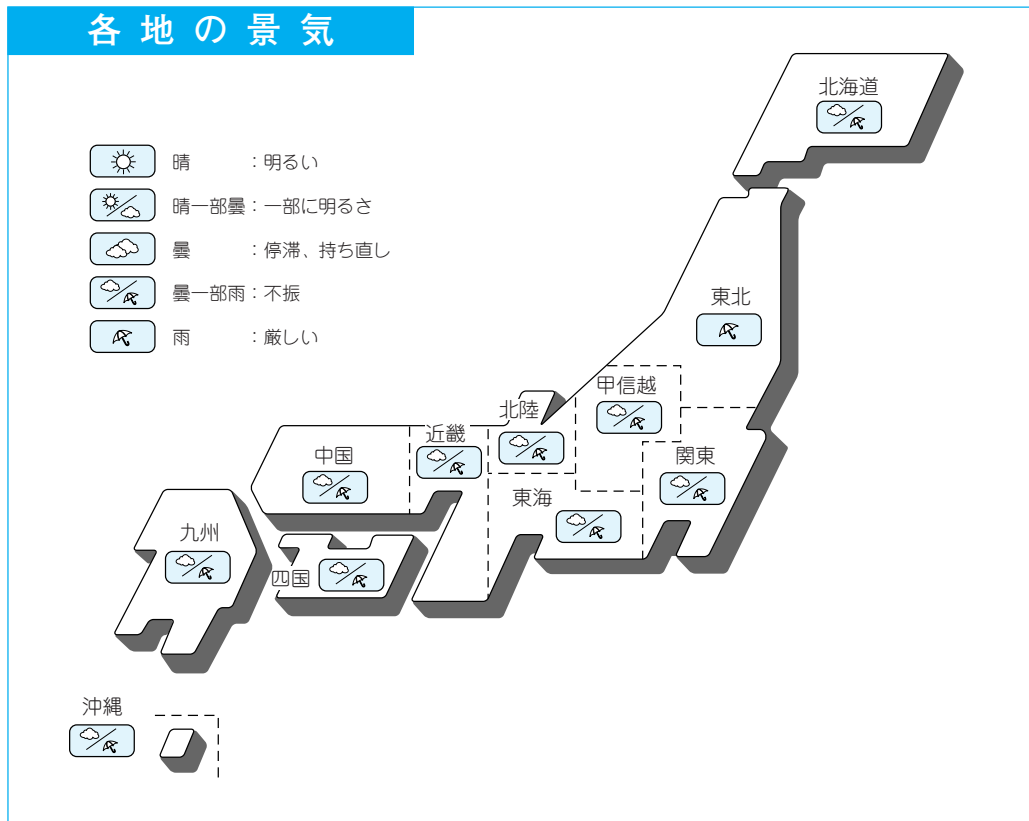 各地の景気
北海道
晴　　　：明るい
晴一部曇：一部に明るさ
曇　　　：停滞、持ち直し
曇一部雨：不振
雨　　　：厳しい
東北
甲信越
北陸
近畿
中国
関東
東海
九州
四国
沖縄